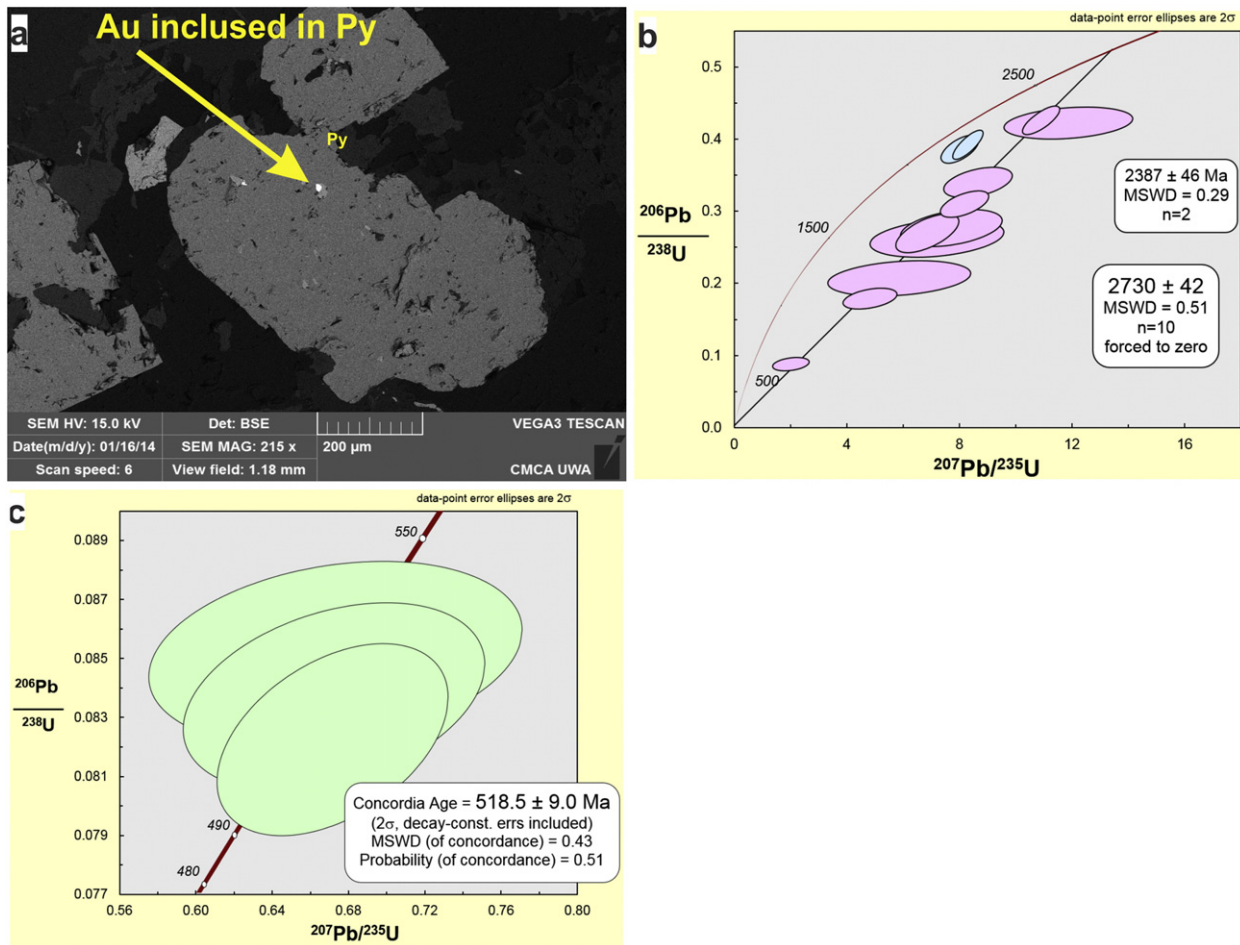 a
Au inclused in Py
Py
SEM HV: 15.0 kV
Det: BSE
VEGA3 TESCAN
Date(m/d/y): 01/16/14
SEM MAG: 215 x
200 μm
Scan speed: 6
View field: 1.18 mm
CMCA UWA
b
data-point error ellipses are 2σ
0.5
0.4
0.3
0.2
0.1
0.0
206Pb
238U
2500
1500
500
2387 ± 46 Ma
MSWD = 0.29
n=2
2730 ± 42
MSWD = 0.51
n=10
forced to zero
0
4
8
12
16
207Pb/235U
c
data-point error ellipses are 2σ
0.089
0.087
0.085
0.083
0.081
0.079
0.077
206Pb
238U
550
490
480
Concordia Age = 518.5 ± 9.0 Ma
(2σ, decay-const. errs included)
MSWD (of concordance) = 0.43
Probability (of concordance) = 0.51
0.56
0.60
0.64
0.68
0.72
0.76
0.80
207Pb/235U